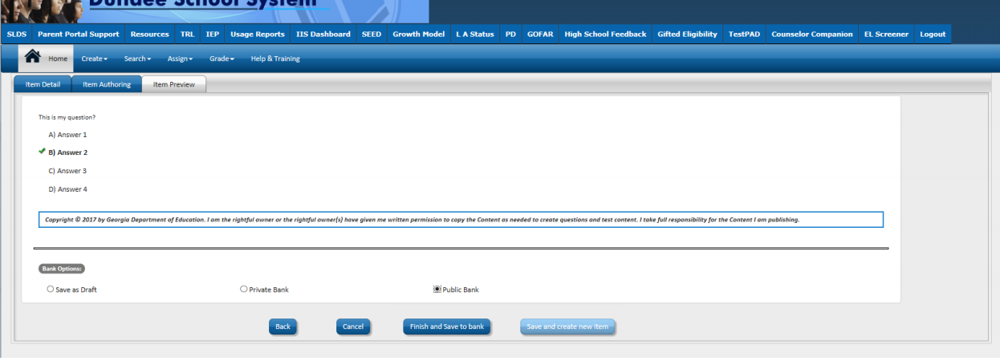 Dundee School System
SLDS Parent Portal Support Resources TRL IEP Usage Reports IIS Dashboard SEED Growth Model L A Status PD GOFAR High School Feedback Gifted Eligibility TestPAD Counselor Companion EL Screener Logout
Home Create Search Assign Grade Help & Training
Item Detail Item Authoring Item Preview
This is my question?
A) Answer 1
B) Answer 2
C) Answer 3
D) Answer 4
Copyright © 2017 by Georgia Department of Education. I am the rightful owner or the rightful owner(s) have given me written permission to copy the Content as needed to create questions and test content. I take full responsibility for the Content I am publishing.
Bank Options:
Save as Draft Private Bank Public Bank
Back Cancel Finish and Save to bank Save and create new item